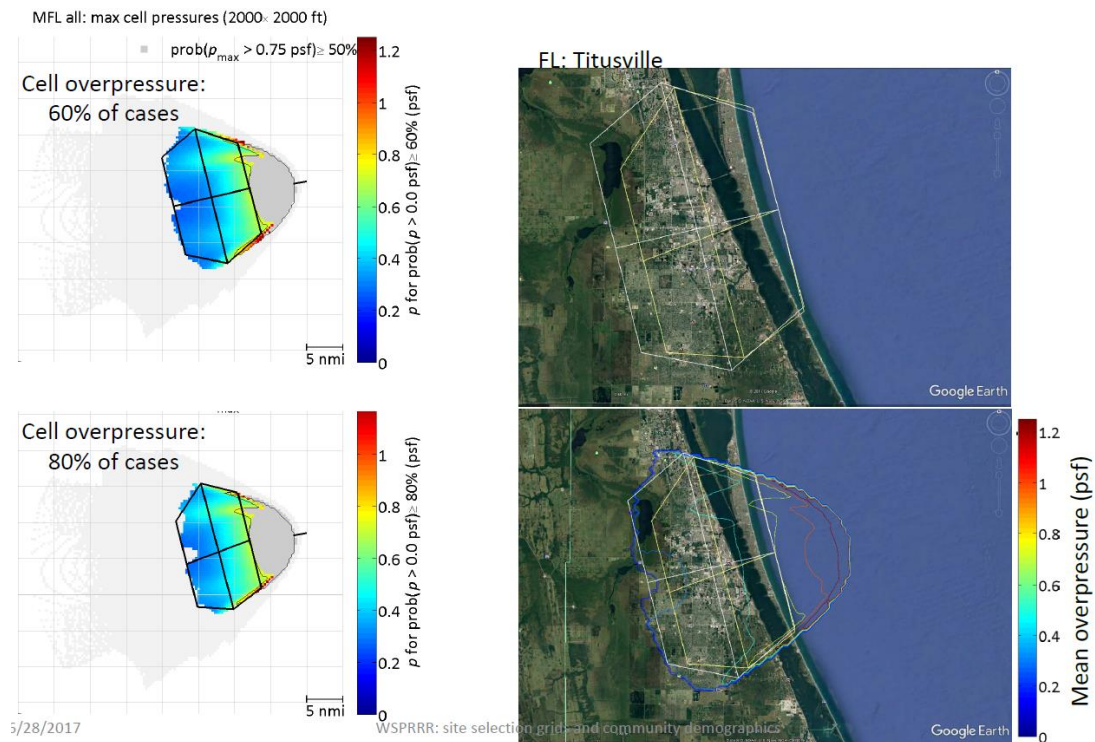 MFL all: max cell pressures (2000× 2000 ft)
prob(pmax > 0.75 psf)≥ 50%
Cell overpressure:
60% of cases
1.2
1
0.8
0.6
0.4
0.2
0
p for prob(p > 0.0 psf)≥ 60% (psf)
5 nmi
FL: Titusville
Google Earth
max
Cell overpressure:
80% of cases
1
0.8
0.6
0.4
0.2
0
p for prob(p > 0.0 psf)≥ 80% (psf)
5 nmi
1.2
1
0.8
0.6
0.4
0.2
0
Mean overpressure (psf)
Google Earth
5/28/2017
WSPRRR: site selection grids and community demographics